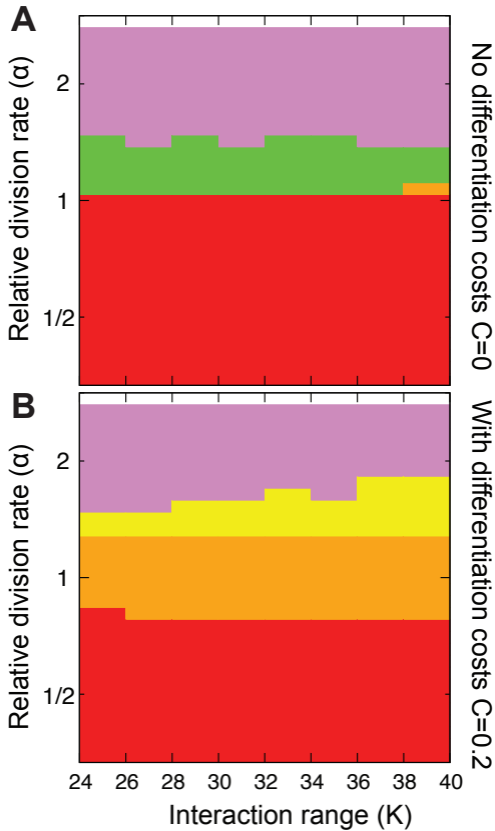 A
Relative division rate (α)
2
1
1/2
No differentiation costs C=0
B
Relative division rate (α)
2
1
1/2
With differentiation costs C=0.2
24 26 28 30 32 34 36 38 40
Interaction range (K)